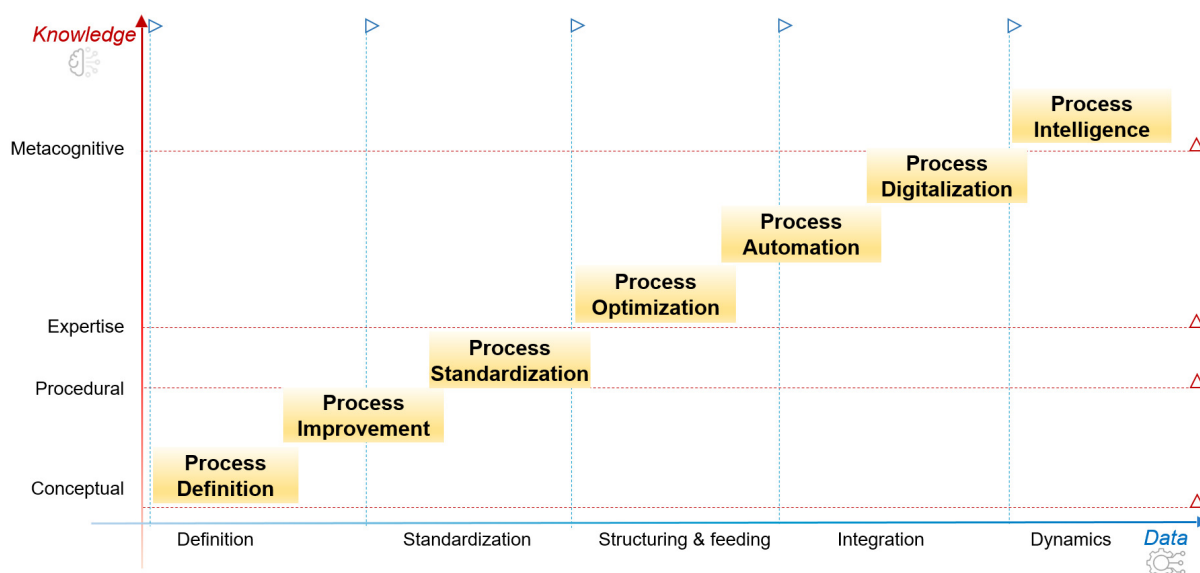 Knowledge
Process
Intelligence
Metacognitive
Process
Digitalization
Process
Automation
Process
Optimization
Expertise
Process
Standardization
Procedural
Process
Improvement
Process
Definition
Conceptual
Definition
Standardization
Structuring & feeding
Integration
Dynamics
Data